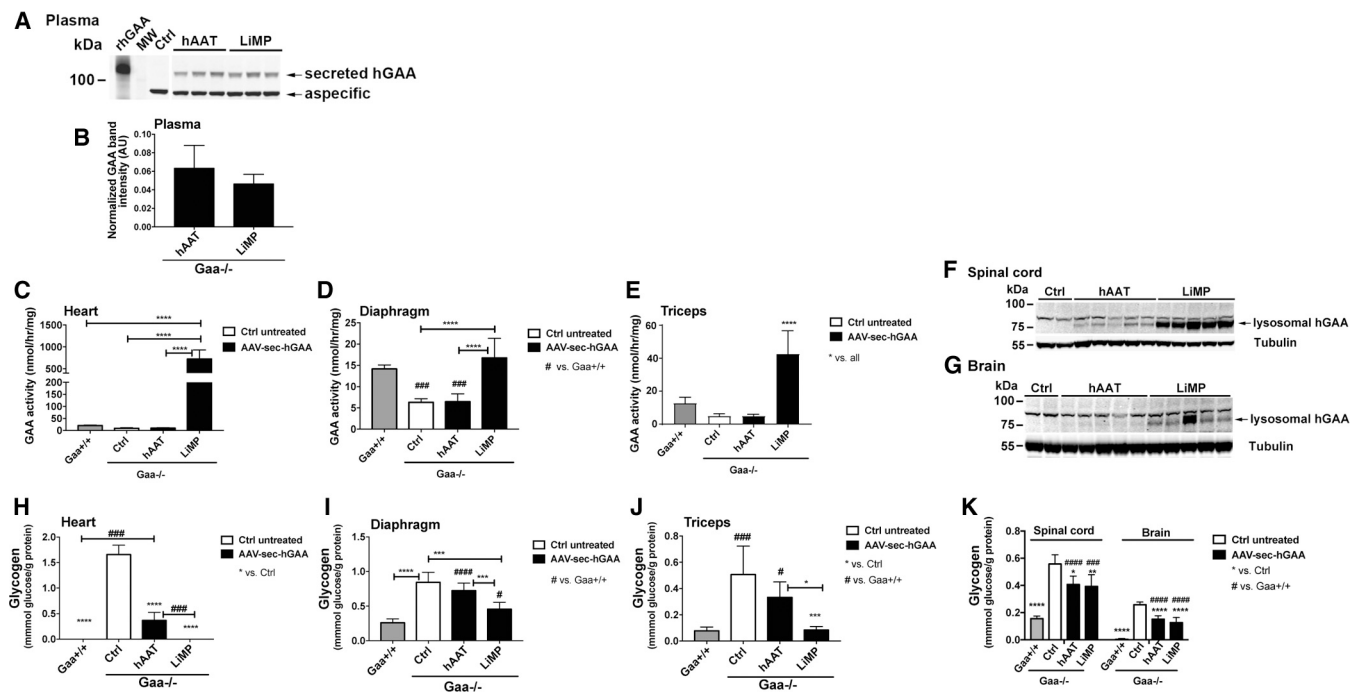 A Plasma
kDa
rhGAA
MW
Ctrl
hAAT
LiMP
100
secreted hGAA
aspecific
B Plasma
Normalized GAA band
intensity (AU)
0.10
0.08
0.06
0.04
0.02
0.00
hAAT
LiMP
Gaa-/-
C Heart
GAA activity (nmol/hr/mg)
1500
1000
500
200
150
100
50
0
****
****
****
Gaa+/+
Ctrl
hAAT
LiMP
Gaa-/-
Ctrl untreated
AAV-sec-hGAA
D Diaphragm
GAA activity (nmol/hr/mg)
25
20
15
10
5
0
****
****
###
###
Gaa+/+
Ctrl
hAAT
LiMP
Gaa-/-
Ctrl untreated
AAV-sec-hGAA
# vs. Gaa+/+
E Triceps
GAA activity (nmol/hr/mg)
60
40
20
0
****
Gaa+/+
Ctrl
hAAT
LiMP
Gaa-/-
Ctrl untreated
AAV-sec-hGAA
* vs. all
F Spinal cord
kDa
Ctrl
hAAT
LiMP
100
75
55
lysosomal hGAA
Tubulin
G Brain
kDa
Ctrl
hAAT
LiMP
100
75
55
lysosomal hGAA
Tubulin
H Heart
Glycogen
(mmmol glucose/g protein)
2.0
1.5
1.0
0.5
0.0
###
****
****
###
****
Gaa+/+
Ctrl
hAAT
LiMP
Gaa-/-
Ctrl untreated
AAV-sec-hGAA
* vs. Ctrl
I Diaphragm
Glycogen
(mmmol glucose/g protein)
1.5
1.0
0.5
0.0
***
****
####
***
#
Gaa+/+
Ctrl
hAAT
LiMP
Gaa-/-
Ctrl untreated
AAV-sec-hGAA
# vs. Gaa+/+
J Triceps
Glycogen
(mmmol glucose/g protein)
0.8
0.6
0.4
0.2
0.0
###
#
*
***
Gaa+/+
Ctrl
hAAT
LiMP
Gaa-/-
Ctrl untreated
AAV-sec-hGAA
* vs. Ctrl
# vs. Gaa+/+
K
Spinal cord
Brain
Glycogen
(mmmol glucose/g protein)
0.8
0.6
0.4
0.2
0.0
####
###
*
**
****
####
####
****
****
****
Gaa+/+
Ctrl
hAAT
LiMP
Gaa+/+
Ctrl
hAAT
LiMP
Gaa-/-
Gaa-/-
Ctrl untreated
AAV-sec-hGAA
* vs. Ctrl
# vs. Gaa+/+